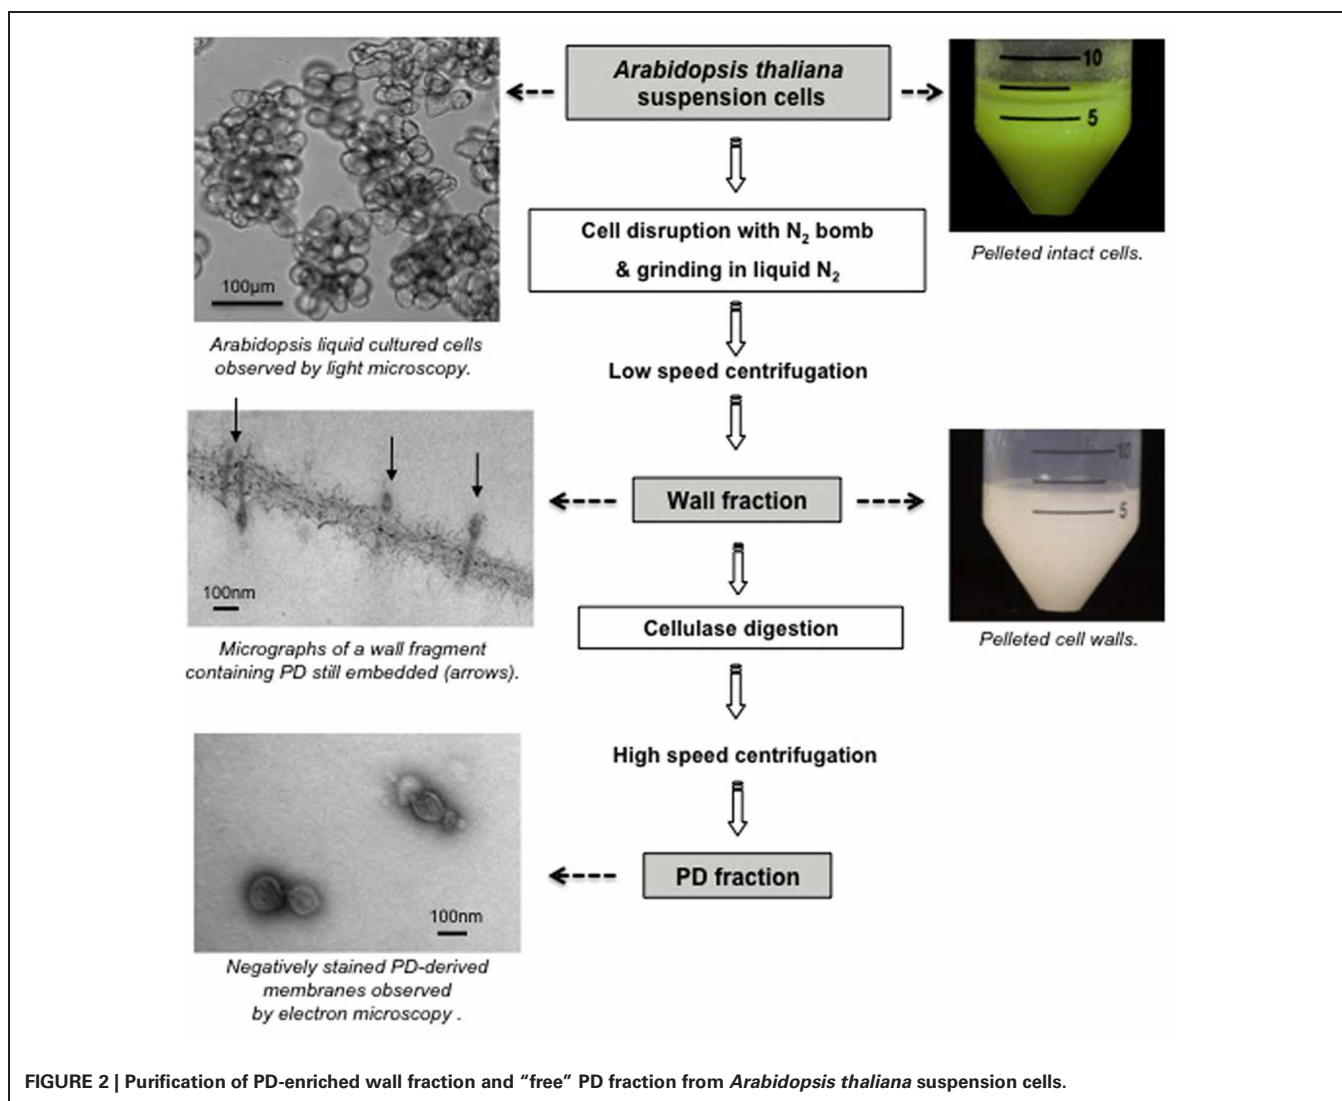 Arabidopsis thaliana
suspension cells
10
5
Pelleted intact cells.
100µm
Arabidopsis liquid cultured cells
observed by light microscopy.
Cell disruption with N₂ bomb
& grinding in liquid N₂
Low speed centrifugation
Wall fraction
100nm
Micrographs of a wall fragment
containing PD still embedded (arrows).
10
5
Pelleted cell walls.
Cellulase digestion
High speed centrifugation
PD fraction
100nm
Negatively stained PD-derived
membranes observed
by electron microscopy .
FIGURE 2 | Purification of PD-enriched wall fraction and “free” PD fraction from Arabidopsis thaliana suspension cells.